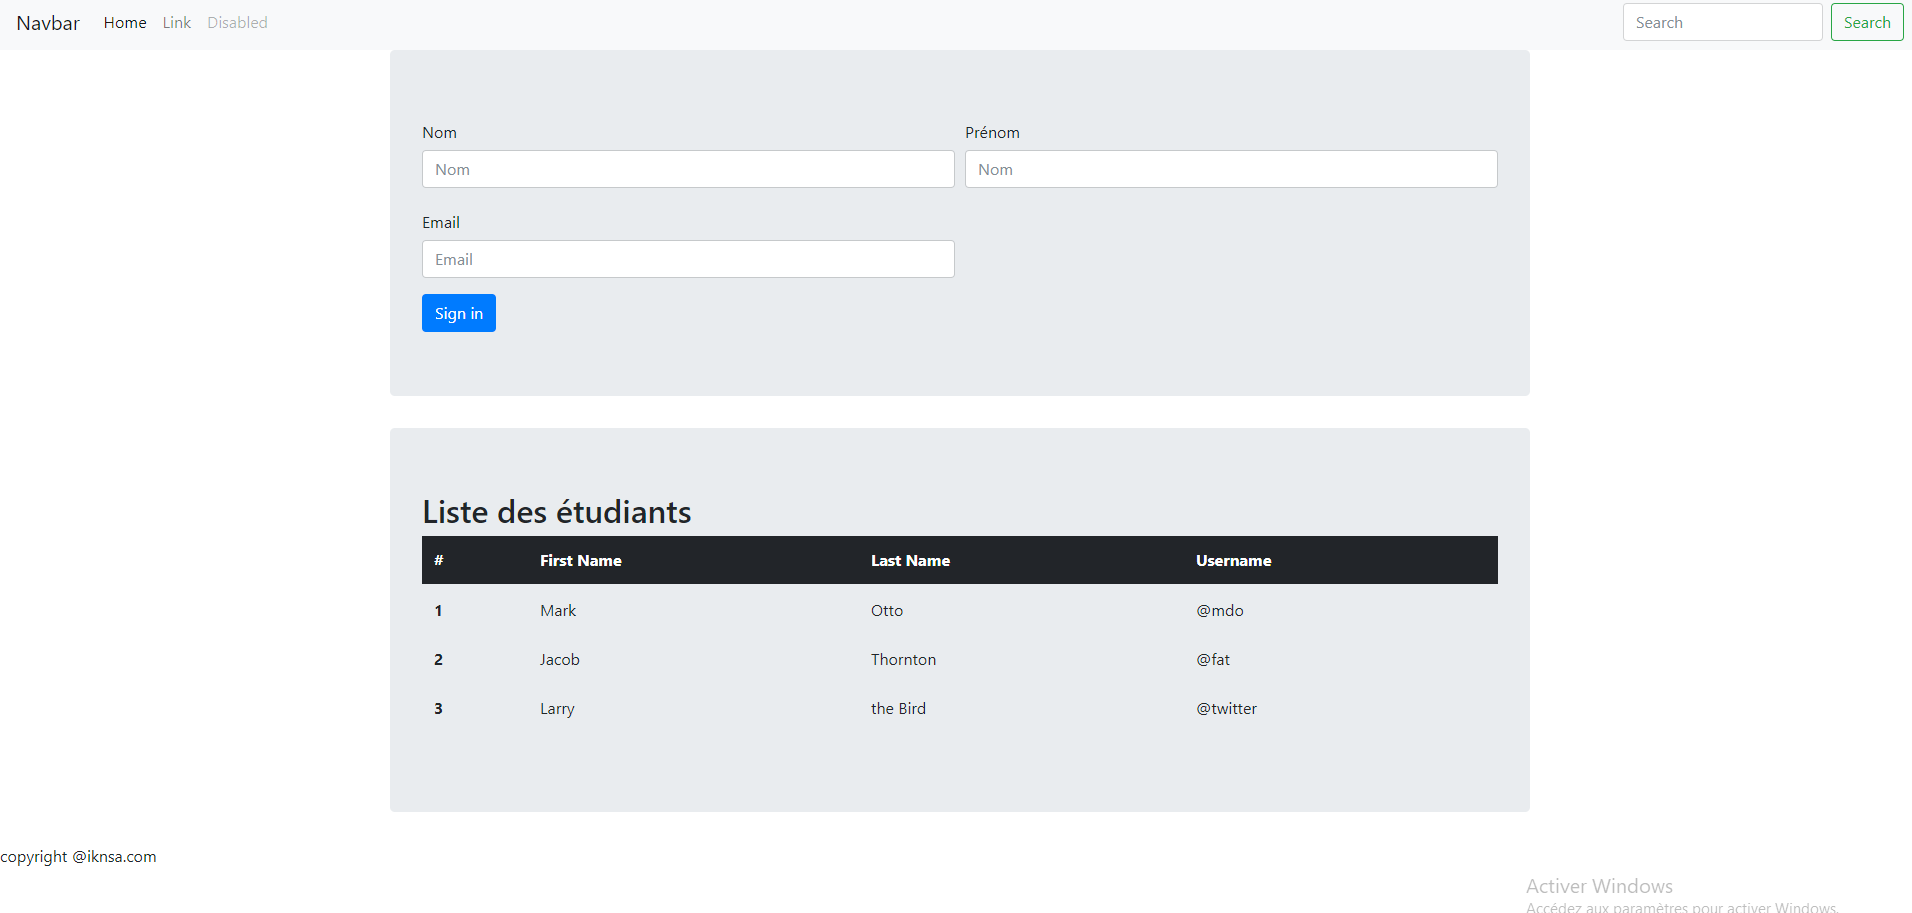 Navbar Home Link Disabled Search Search
Nom Prénom
Nom Nom
Email
Email
Sign in
Liste des étudiants
# First Name Last Name Username
1 Mark Otto @mdo
2 Jacob Thornton @fat
3 Larry the Bird @twitter
copyright @iknsa.com
Activer Windows
Accédez aux paramètres pour activer Windows.